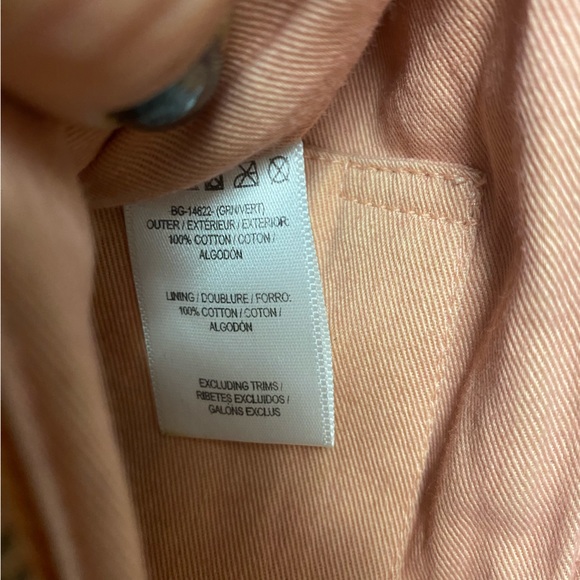 BG-14622- (GRN/VERT)
OUTER / EXTÉRIEUR / EXTERIOR:
100% COTTON / COTON /
ALGODÓN
LINING / DOUBLURE / FORRO:
100% COTTON / COTON /
ALGODÓN
EXCLUDING TRIMS /
RIBETES EXCLUIDOS /
GALONS EXCLUS